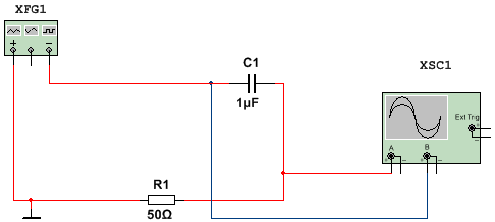 XFG1
C1
1µF
XSC1
Ext Trig
A
B
R1
50Ω